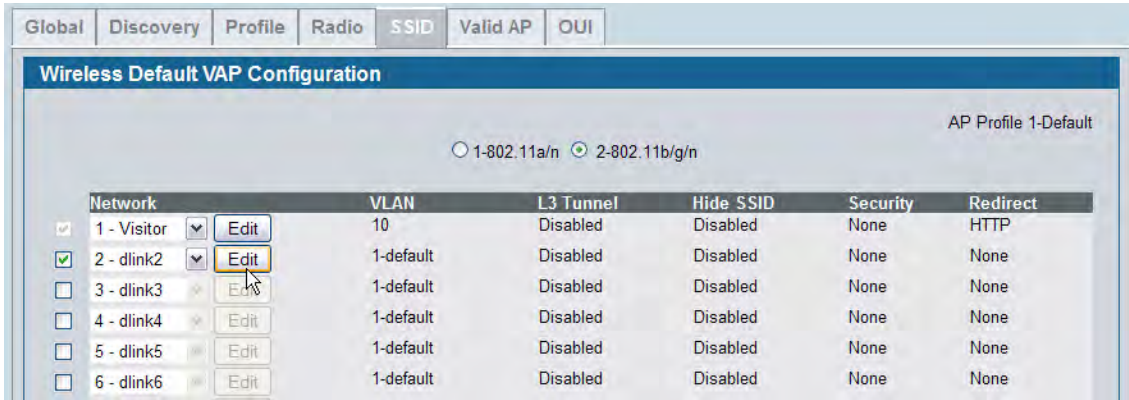 Global Discovery Profile Radio SSID Valid AP OUI
Wireless Default VAP Configuration
AP Profile 1-Default
1-802.11a/n 2-802.11b/g/n
Network VLAN L3 Tunnel Hide SSID Security Redirect
1 - Visitor Edit 10 Disabled Disabled None HTTP
2 - dlink2 Edit 1-default Disabled Disabled None None
3 - dlink3 Edit 1-default Disabled Disabled None None
4 - dlink4 Edit 1-default Disabled Disabled None None
5 - dlink5 Edit 1-default Disabled Disabled None None
6 - dlink6 Edit 1-default Disabled Disabled None None